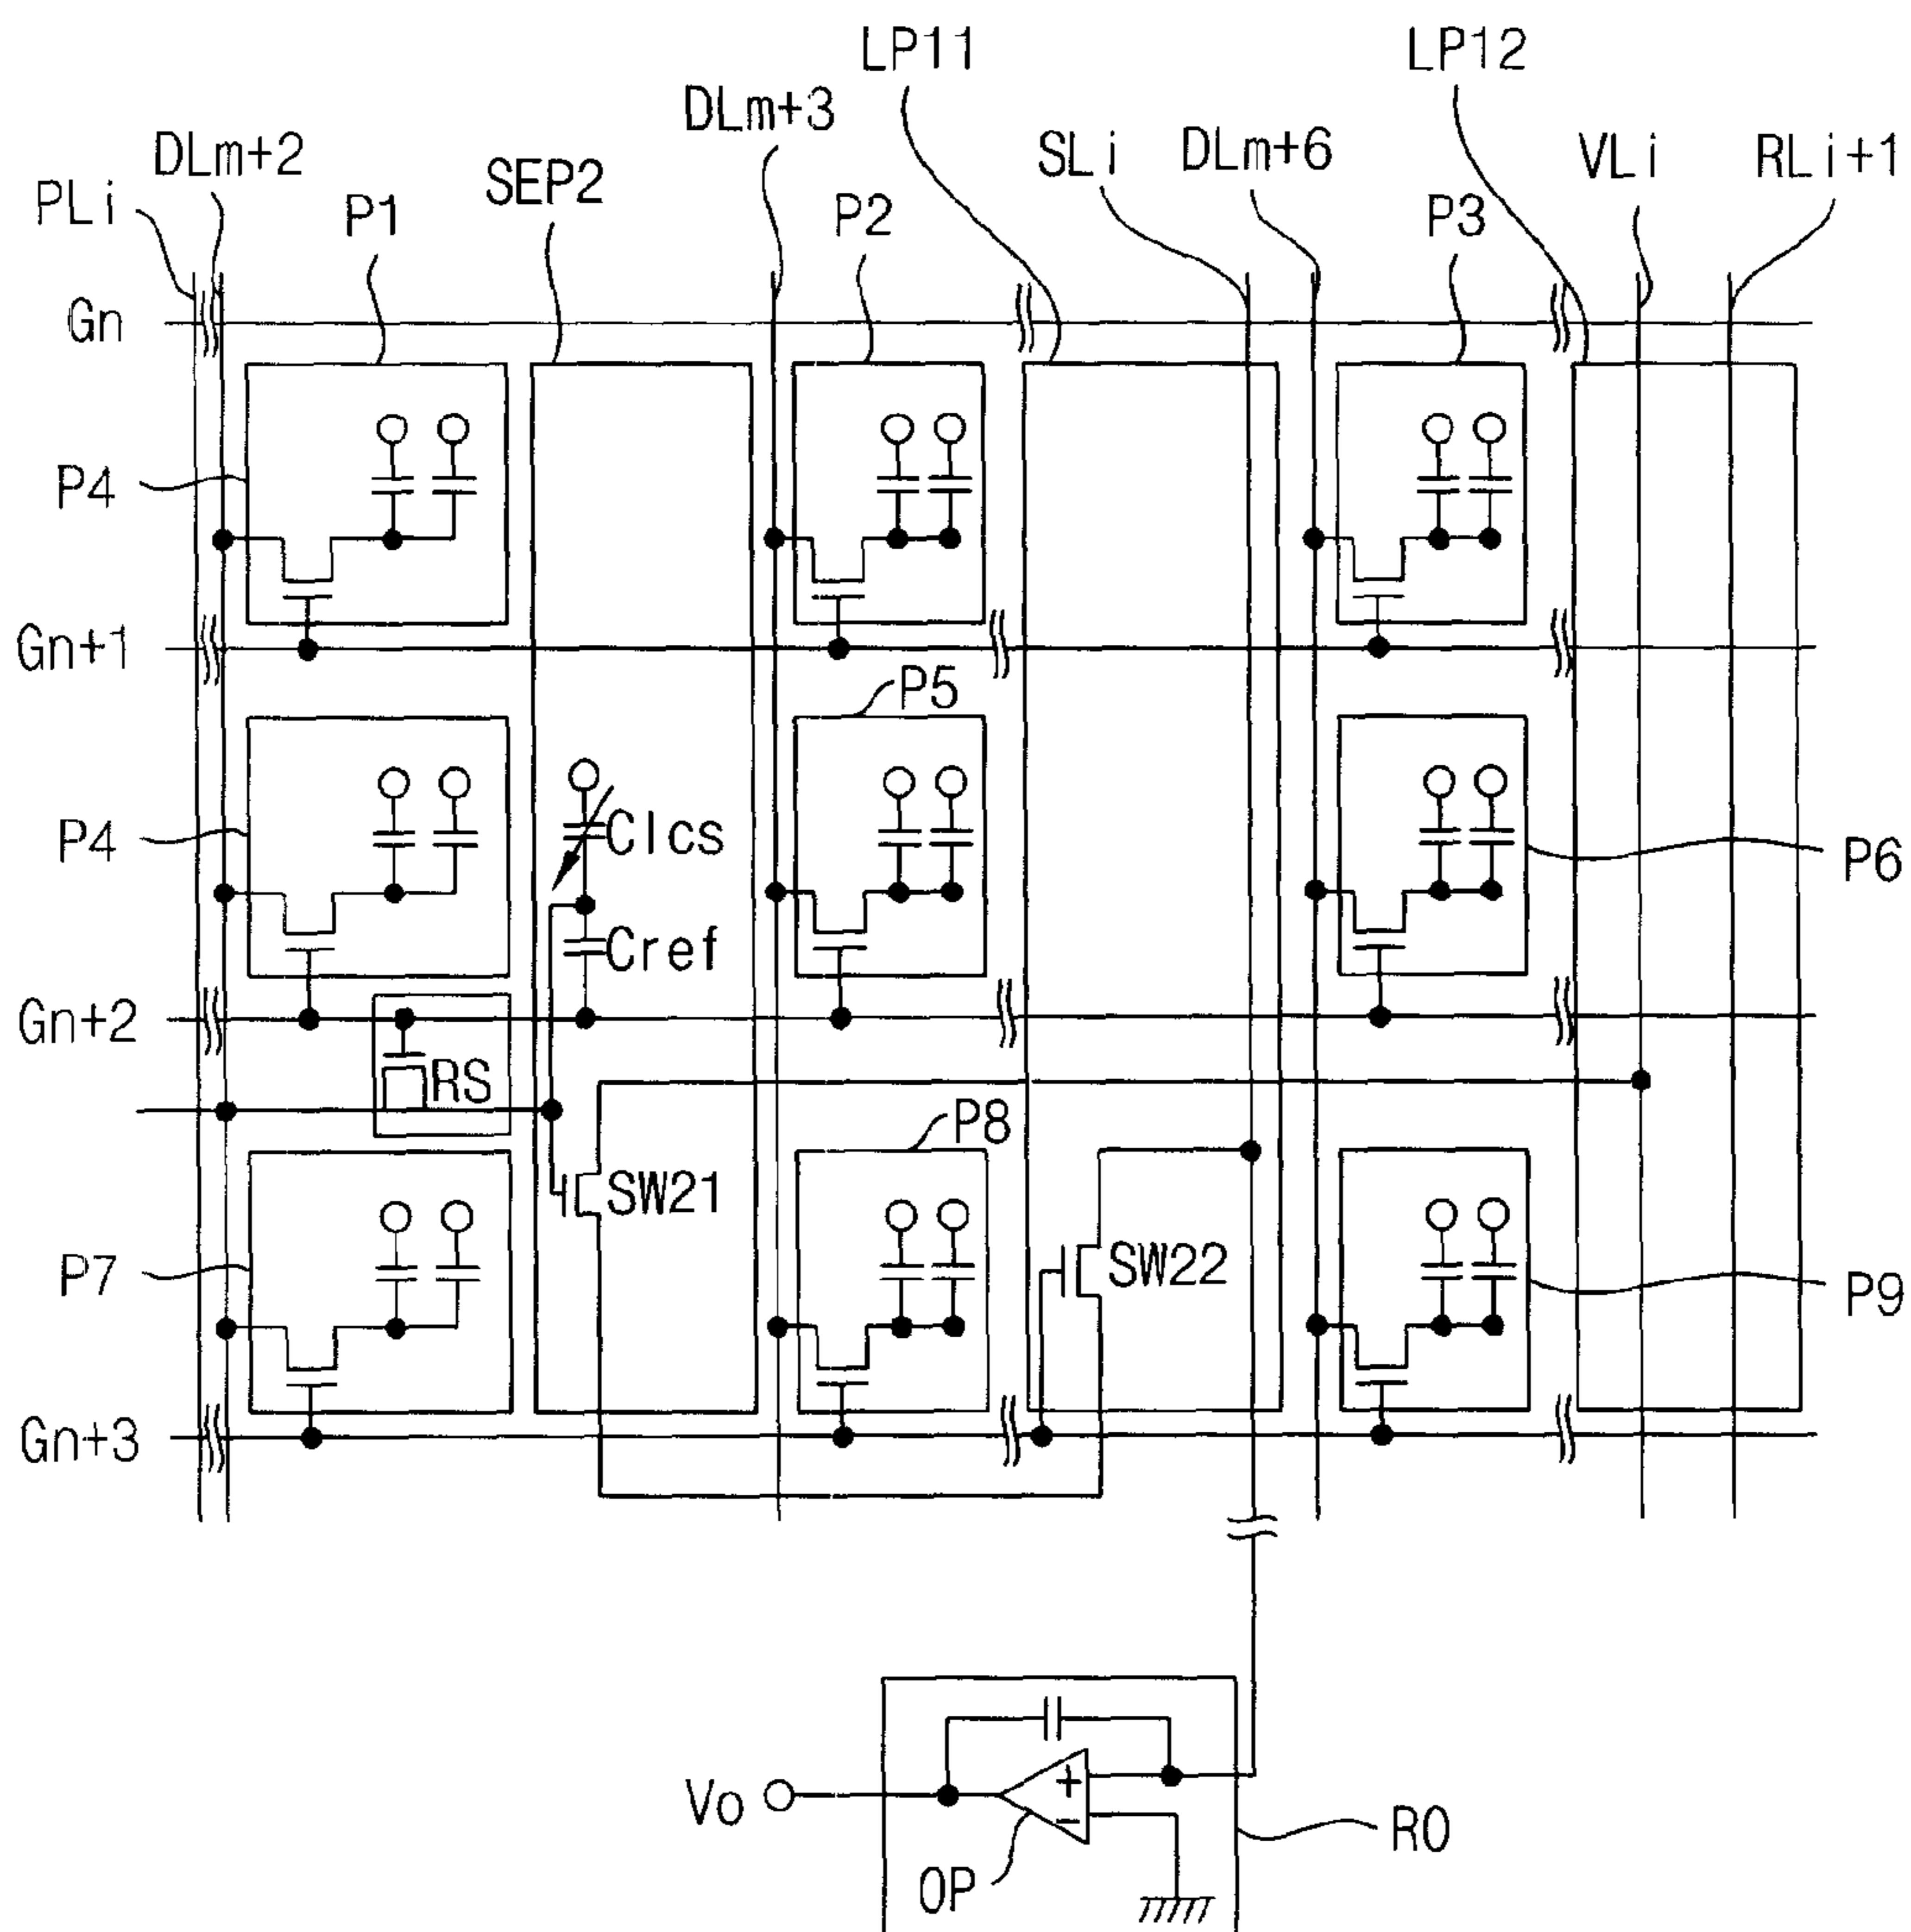 LP11
LP12
DLm+3
DLm+2
SEP2
SLi
DLm+6
VLi
RLi+1
PLi
P1
P2
P3
Gn
P4
Gn+1
P5
P4
Clcs
P6
Cref
Gn+2
RS
P8
SW21
P7
SW22
P9
Gn+3
+
Vo
-
RO
OP